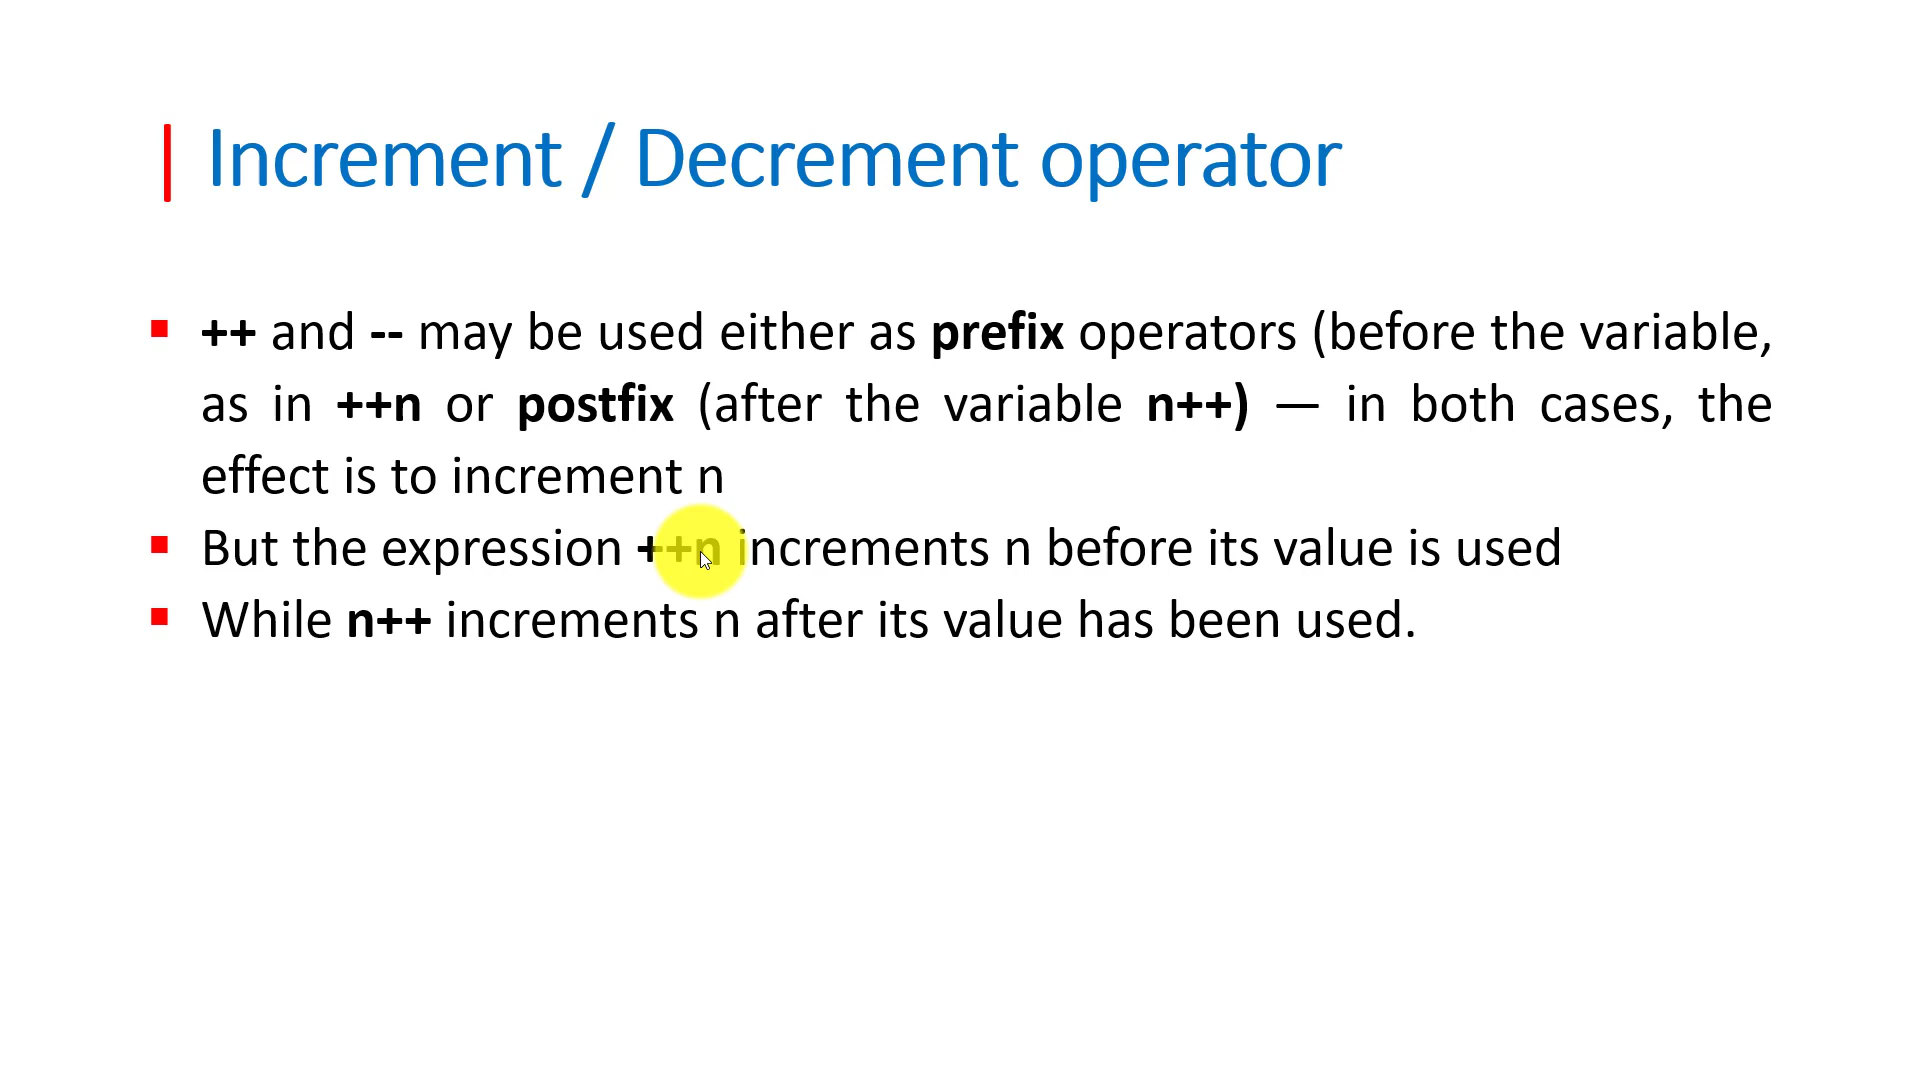 Increment / Decrement operator
++ and -- may be used either as prefix operators (before the variable,
as in ++n or postfix (after the variable n++) — in both cases, the
effect is to increment n
But the expression ++n increments n before its value is used
While n++ increments n after its value has been used.